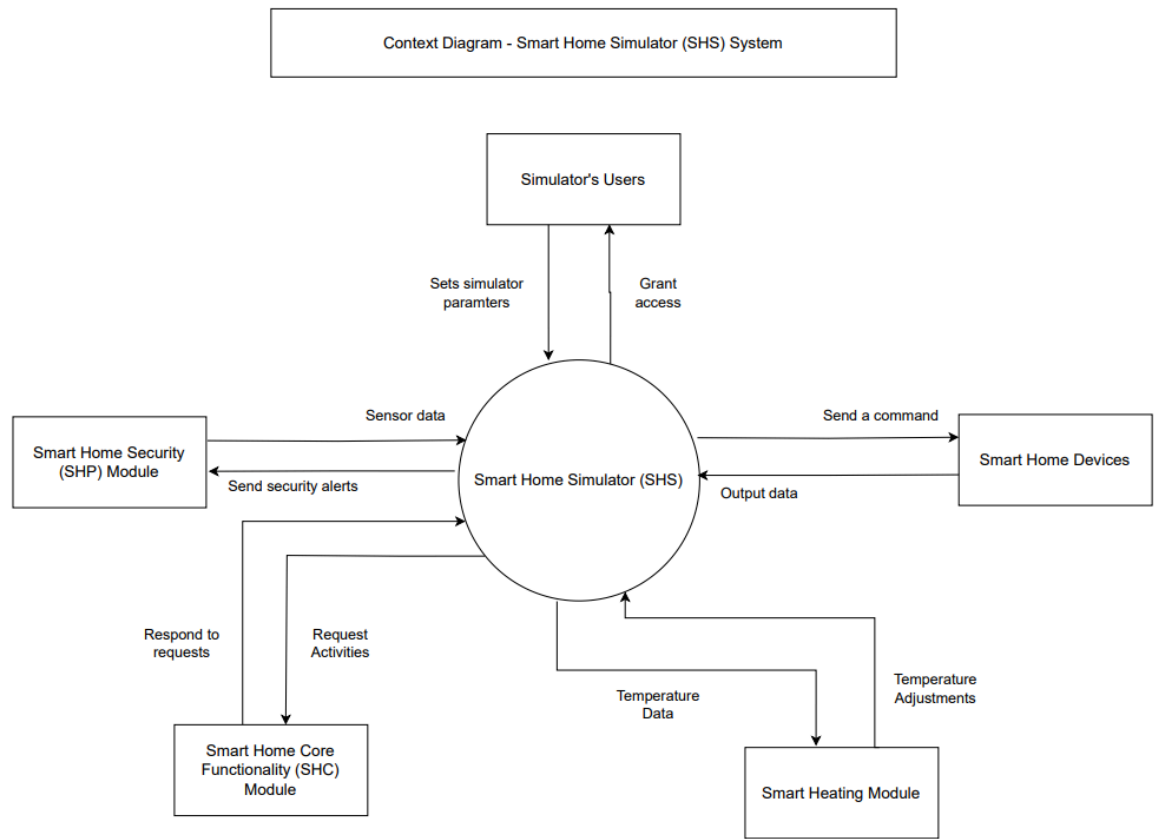 Context Diagram - Smart Home Simulator (SHS) System
Simulator's Users
Sets simulator
paramters
Grant
access
Sensor data
Send a command
Smart Home Security
(SHP) Module
Smart Home Simulator (SHS)
Smart Home Devices
Send security alerts
Output data
Respond to
requests
Request
Activities
Temperature
Data
Temperature
Adjustments
Smart Home Core
Functionality (SHC)
Module
Smart Heating Module